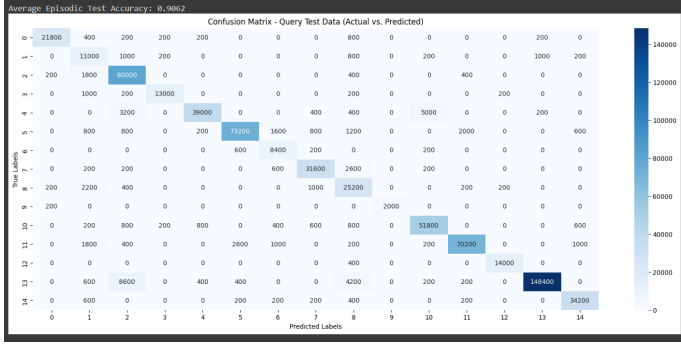 Average Episodic Test Accuracy: 0.9062
Confusion Matrix - Query Test Data (Actual vs. Predicted)
0 21800 400 200 200 200 0 0 0 800 0 0 0 0 200 0
1 0 11000 1000 200 0 0 0 0 800 0 200 0 0 1000 200
2 200 1800 80000 0 0 0 0 0 400 0 0 400 0 0 0
3 0 1000 200 13000 0 0 0 0 200 0 0 0 200 0 0
4 0 0 3200 0 39000 0 0 400 400 0 5000 0 0 200 0
5 0 800 800 0 200 73200 1600 800 1200 0 0 2000 0 0 600
6 0 0 0 0 0 600 8400 200 0 0 200 0 0 0 0
7 0 200 200 0 0 0 600 31600 2600 0 200 0 0 0 0
8 200 2200 400 0 0 0 0 1000 25200 0 0 200 200 0 0
9 200 0 0 0 0 0 0 0 0 2000 0 0 0 0 0
10 0 200 800 200 800 0 400 600 800 0 51800 0 0 0 600
11 0 1800 400 0 0 2600 1000 0 200 0 200 70200 0 0 1000
12 0 0 0 0 0 0 0 0 400 0 0 0 14000 0 0
13 0 600 8600 0 400 400 0 0 4200 0 200 200 0 148400 0
14 0 600 0 0 0 200 200 200 400 0 0 200 0 0 34200
0 1 2 3 4 5 6 7 8 9 10 11 12 13 14
True Labels
Predicted Labels
140000
120000
100000
80000
60000
40000
20000
0